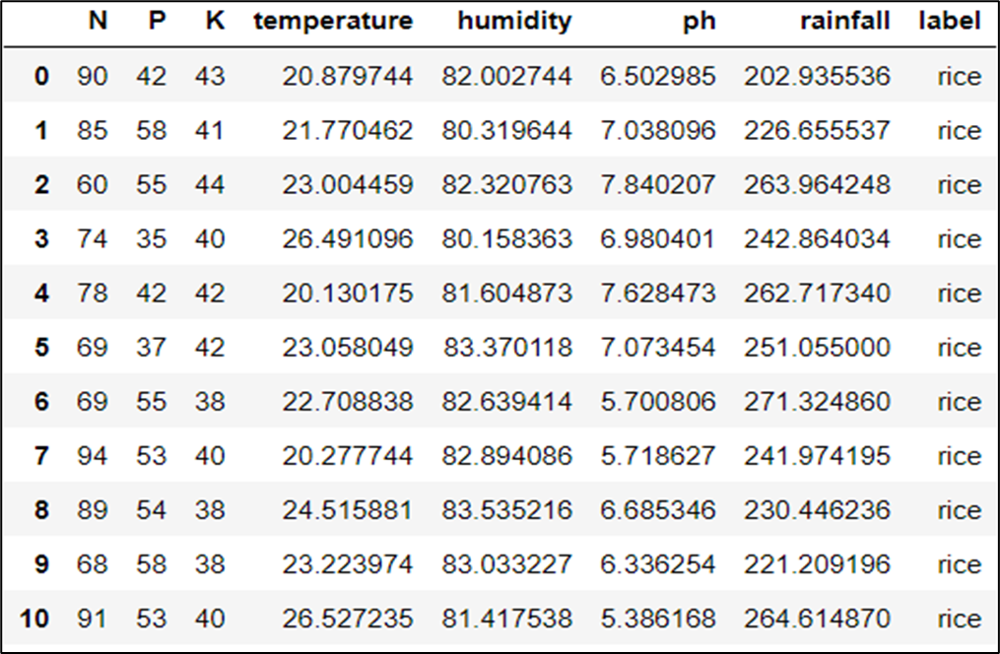 N P K temperature humidity ph rainfall label
0 90 42 43 20.879744 82.002744 6.502985 202.935536 rice
1 85 58 41 21.770462 80.319644 7.038096 226.655537 rice
2 60 55 44 23.004459 82.320763 7.840207 263.964248 rice
3 74 35 40 26.491096 80.158363 6.980401 242.864034 rice
4 78 42 42 20.130175 81.604873 7.628473 262.717340 rice
5 69 37 42 23.058049 83.370118 7.073454 251.055000 rice
6 69 55 38 22.708838 82.639414 5.700806 271.324860 rice
7 94 53 40 20.277744 82.894086 5.718627 241.974195 rice
8 89 54 38 24.515881 83.535216 6.685346 230.446236 rice
9 68 58 38 23.223974 83.033227 6.336254 221.209196 rice
10 91 53 40 26.527235 81.417538 5.386168 264.614870 rice